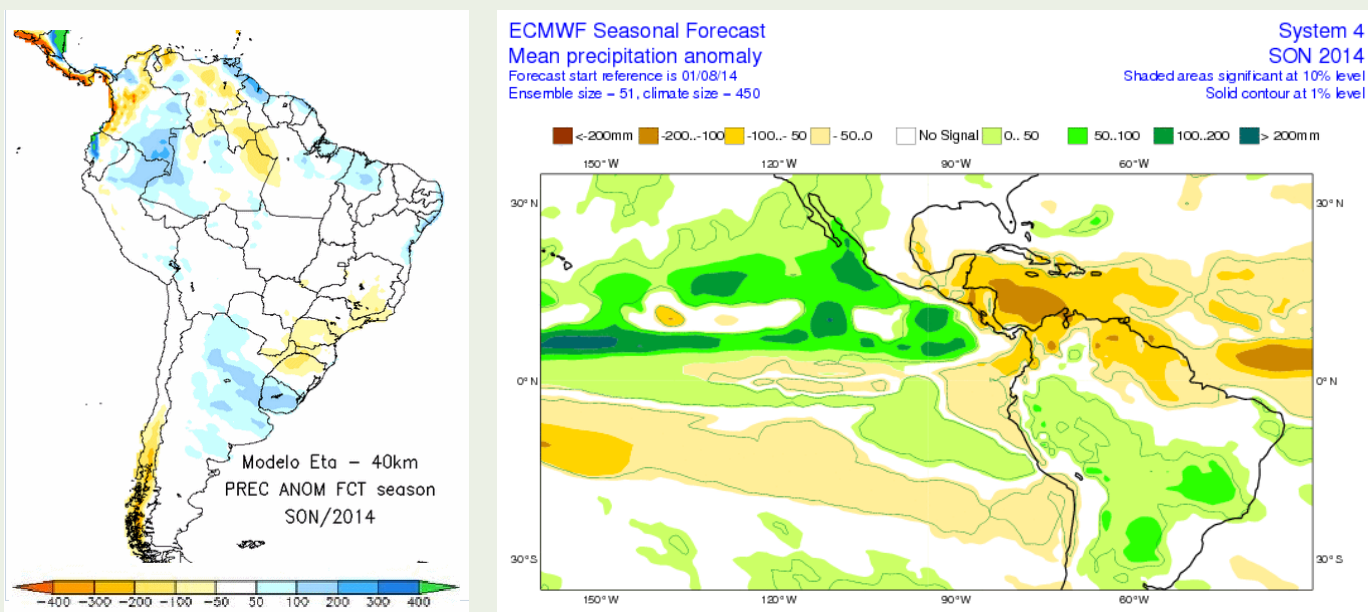 Modelo Eta – 40km
PREC ANOM FCT season
SON/2014
−400 −300 −200 −100 −50 50 100 200 300 400
ECMWF Seasonal Forecast
Mean precipitation anomaly
Forecast start reference is 01/08/14
Ensemble size = 51, climate size = 450
System 4
SON 2014
Shaded areas significant at 10% level
Solid contour at 1% level
<-200mm -200..-100 -100..- 50 - 50..0 No Signal 0.. 50 50..100 100..200 > 200mm
150°W 120°W 90°W 60°W
30°N 30°N
0°N 0°N
30°S 30°S
150°W 120°W 90°W 60°W